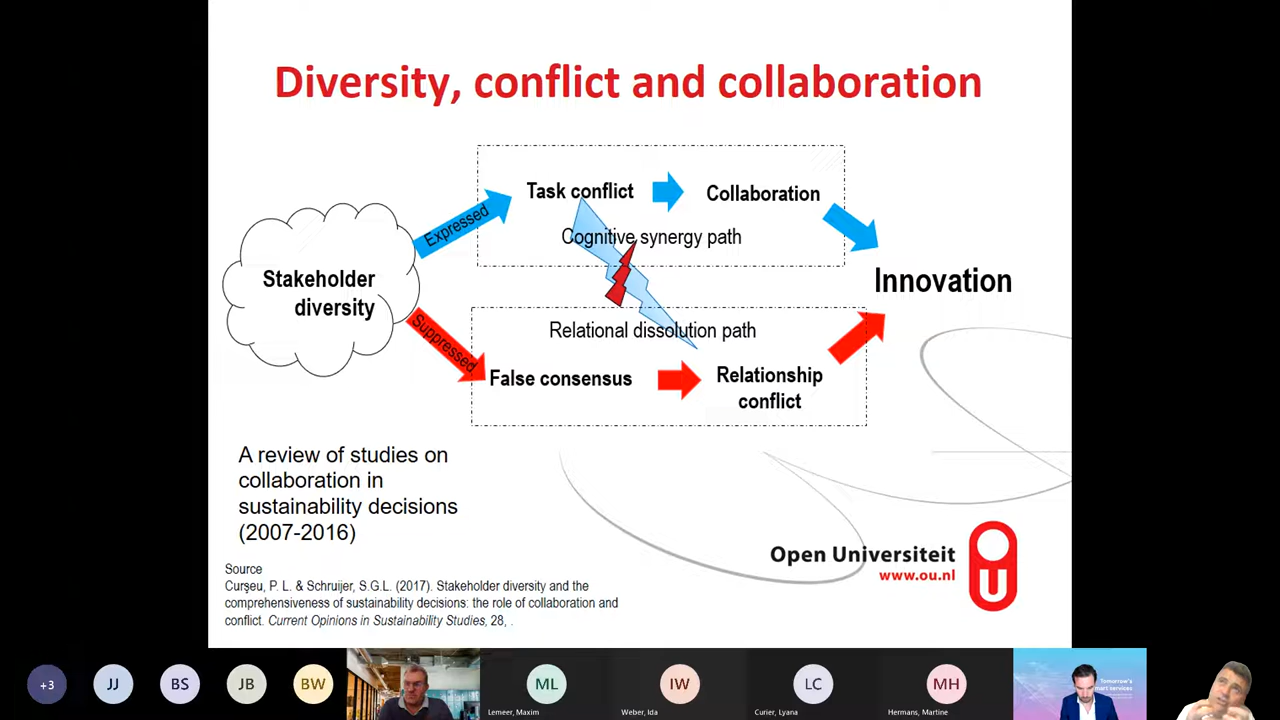 Diversity, conflict and collaboration
Task conflict
Collaboration
Expressed
Cognitive synergy path
Stakeholder
diversity
Innovation
Suppressed
Relational dissolution path
False consensus
Relationship
conflict
A review of studies on
collaboration in
sustainability decisions
(2007-2016)
Open Universiteit
www.ou.nl
Source
Curşeu, P. L. & Schruijer, S.G.L. (2017). Stakeholder diversity and the
comprehensiveness of sustainability decisions: the role of collaboration and
conflict. Current Opinions in Sustainability Studies, 28, .
+3
JJ
BS
JB
BW
ML
Lemeer, Maxim
IW
Weber, Ida
LC
Curier, Lyana
MH
Hermans, Martine
Tomorrow's
services